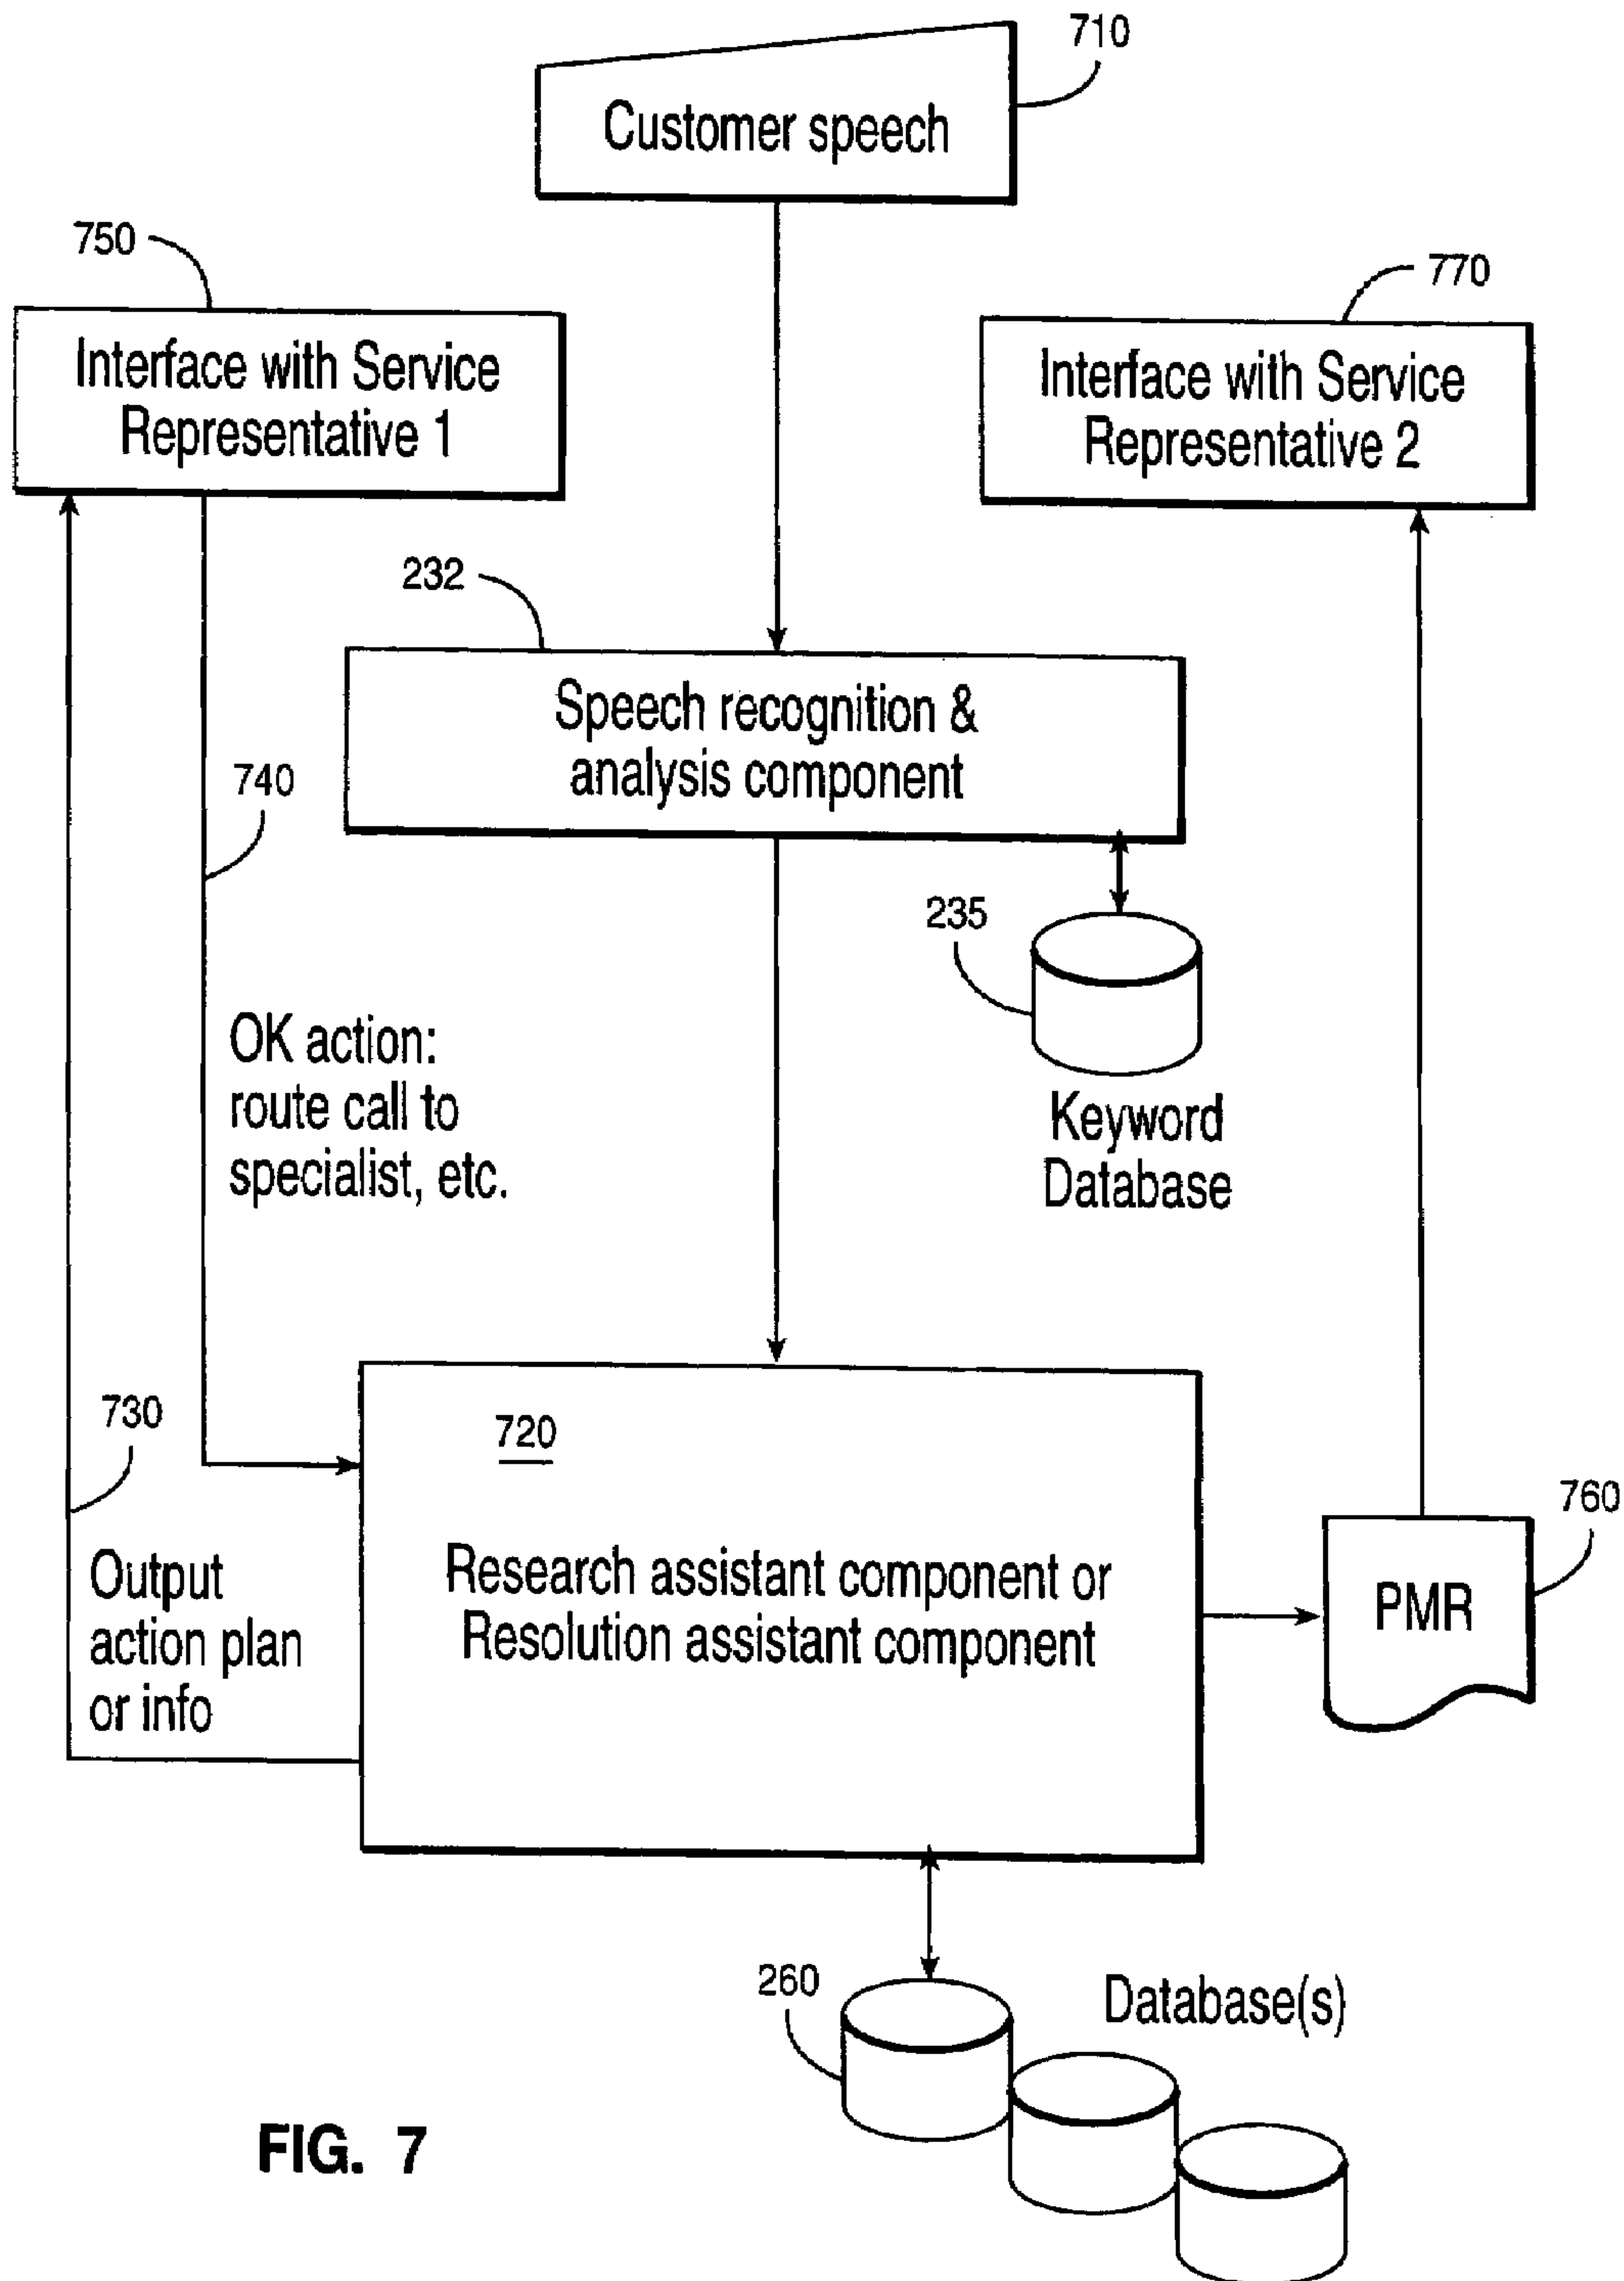 710
Customer speech
750
Interface with Service
Representative 1
770
Interface with Service
Representative 2
232
Speech recognition &
analysis component
740
235
Keyword
Database
OK action:
route call to
specialist, etc.
730
Output
action plan
or info
720
Research assistant component or
Resolution assistant component
760
PMR
260
Database(s)
FIG. 7